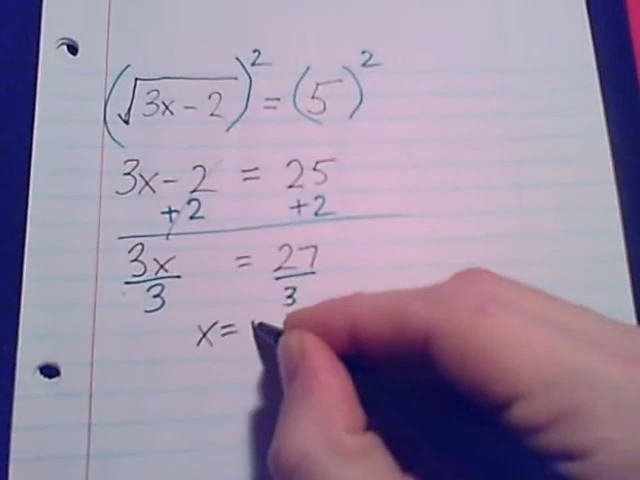 (√3x-2)² = (5)²
3x-2 = 25
+2 +2
3x = 27
3 3
x=